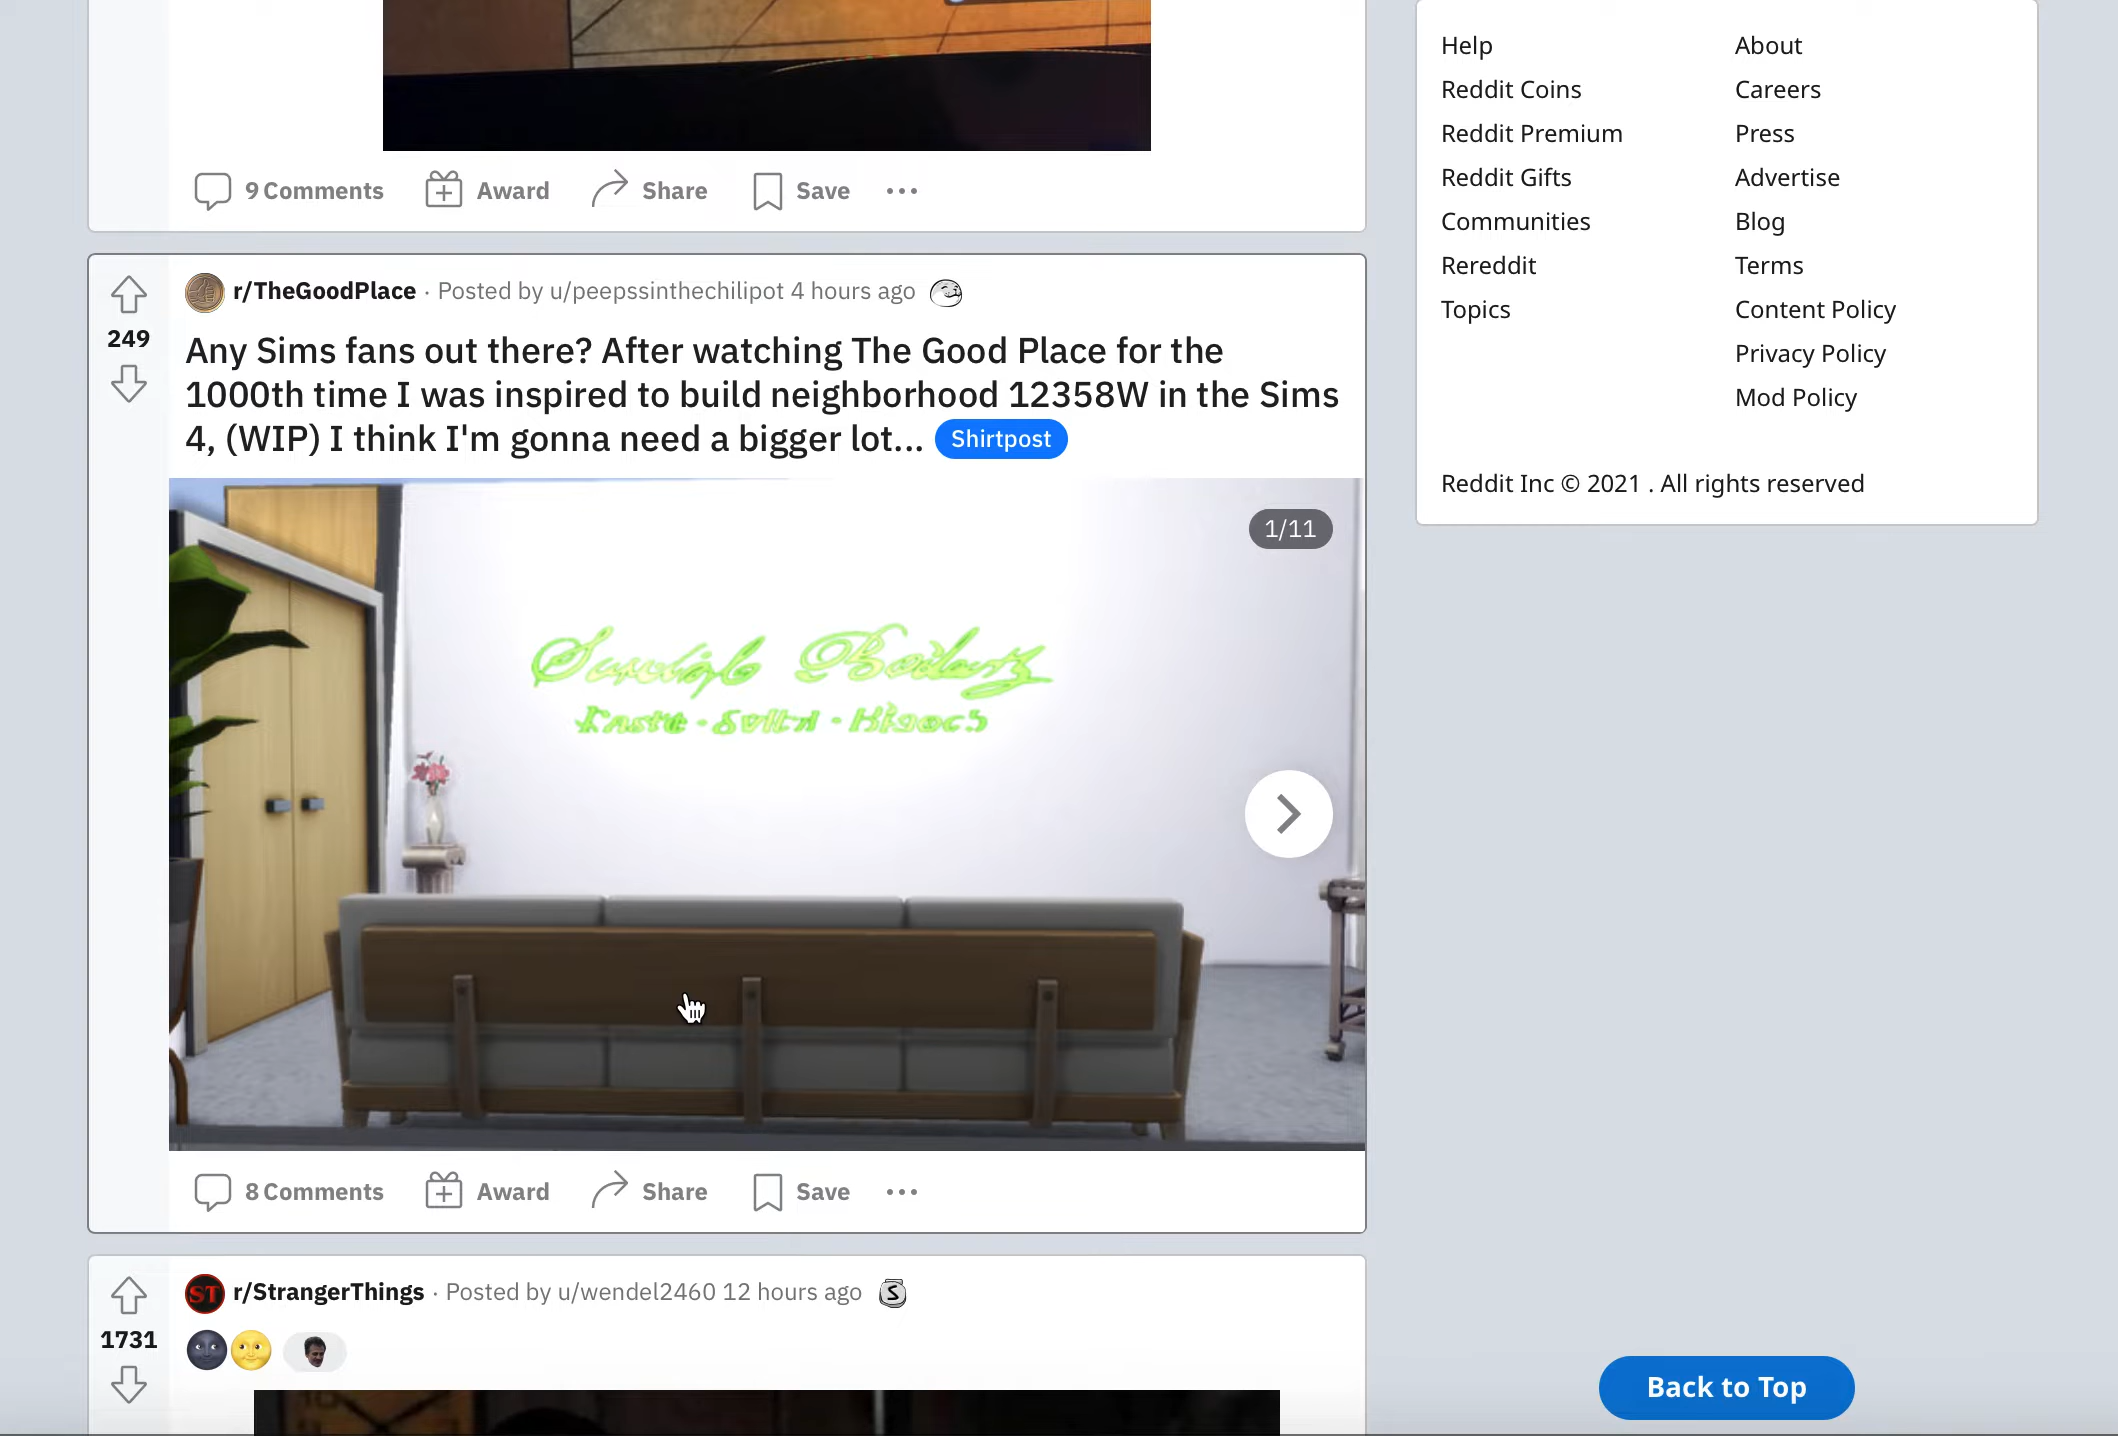 9 Comments Award Share Save
r/TheGoodPlace · Posted by u/peepssinthechilipot 4 hours ago
249
Any Sims fans out there? After watching The Good Place for the
1000th time I was inspired to build neighborhood 12358W in the Sims
4, (WIP) I think I'm gonna need a bigger lot... Shirtpost
1/11
8 Comments Award Share Save
r/StrangerThings · Posted by u/wendel2460 12 hours ago
ST
1731
Help
Reddit Coins
Reddit Premium
Reddit Gifts
Communities
Rereddit
Topics
About
Careers
Press
Advertise
Blog
Terms
Content Policy
Privacy Policy
Mod Policy
Reddit Inc © 2021 . All rights reserved
Back to Top